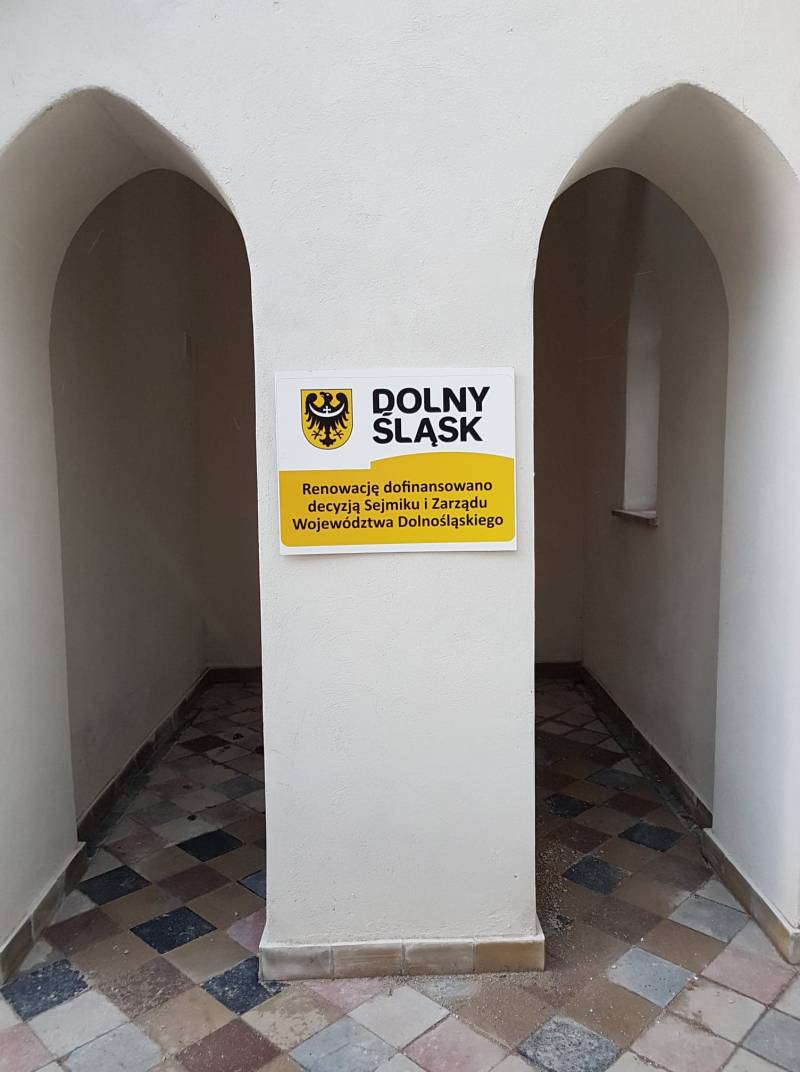 DOLNY
ŚLĄSK
Renowację dofinansowano
decyzją Sejmiku i Zarządu
Województwa Dolnośląskiego